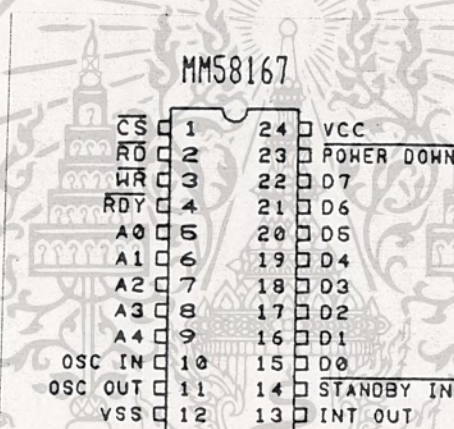 MM58167
CS 1 24 VCC
RD 2 23 POWER DOWN
WR 3 22 D7
RDY 4 21 D6
A0 5 20 D5
A1 6 19 D4
A2 7 18 D3
A3 8 17 D2
A4 9 16 D1
OSC IN 10 15 D0
OSC OUT 11 14 STANDBY IN
VSS 12 13 INT OUT